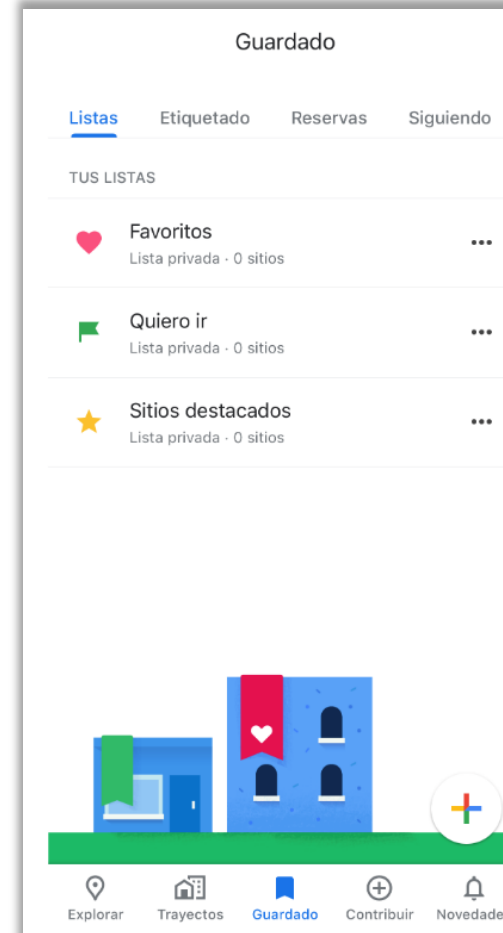 Guardado
Listas Etiquetado Reservas Siguiendo
TUS LISTAS
Favoritos
Lista privada · 0 sitios
Quiero ir
Lista privada · 0 sitios
Sitios destacados
Lista privada · 0 sitios
Explorar Trayectos Guardado Contribuir Novedade